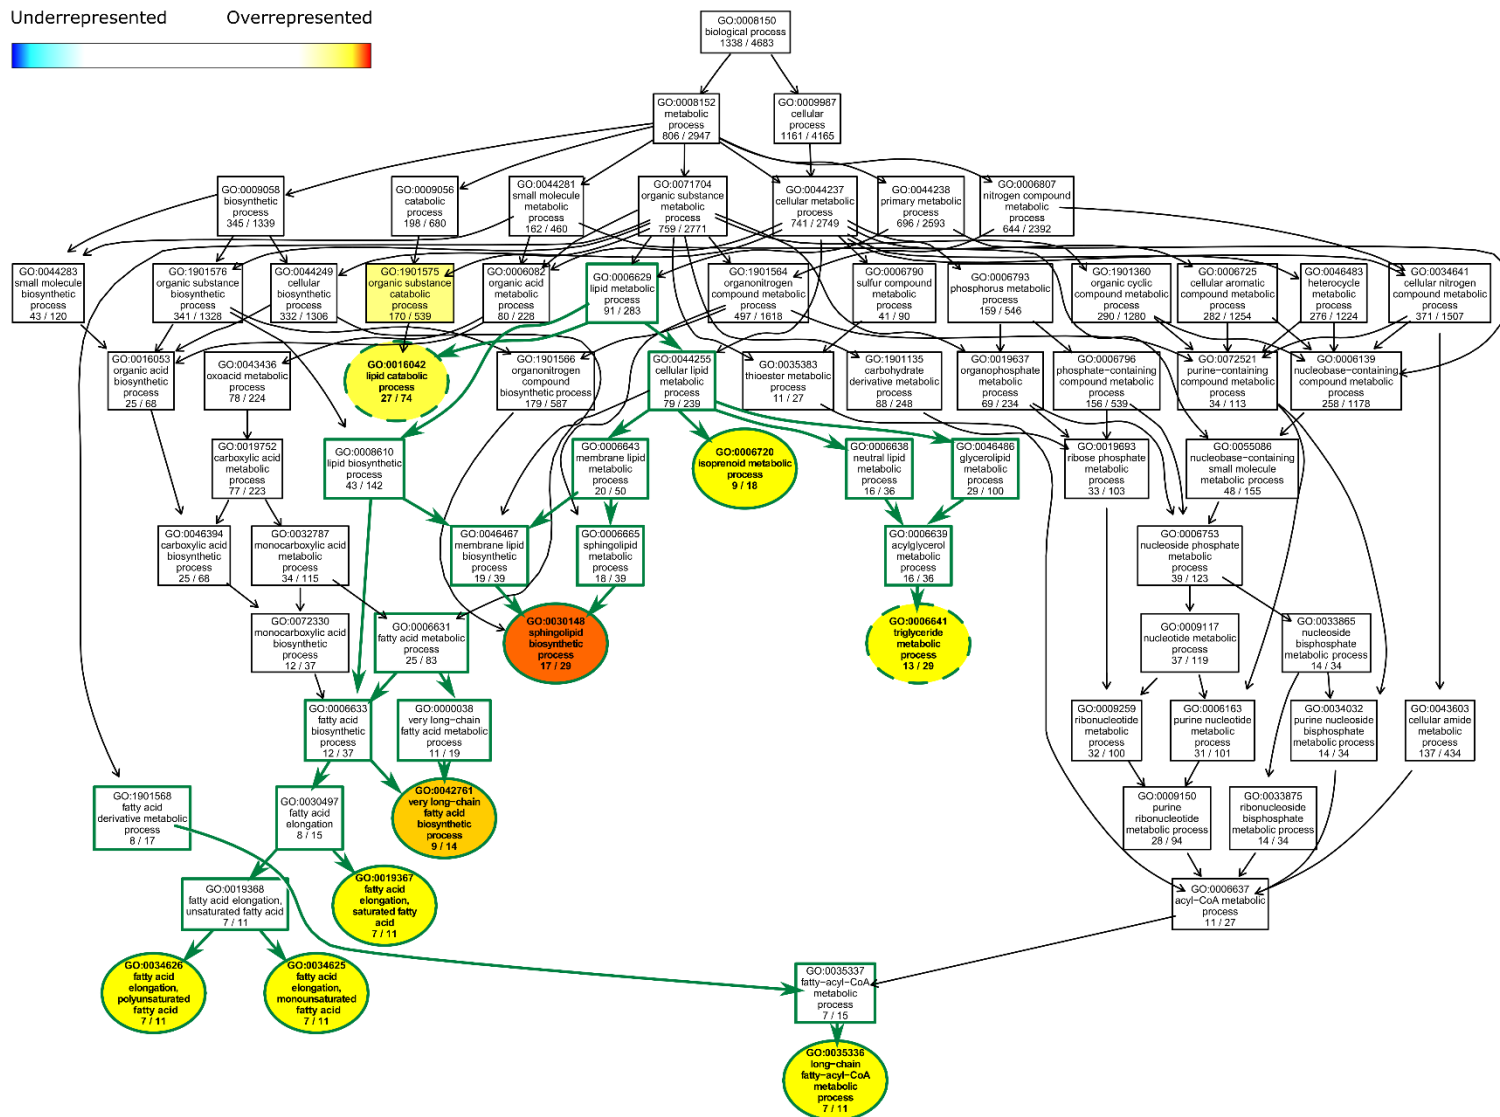 Underrepresented
Overrepresented
GO:0008150
biological process
1338 / 4683
GO:0008152
metabolic
process
806 / 2947
GO:0009987
cellular
process
1161 / 4165
GO:0009058
biosynthetic
process
345 / 1339
GO:0009056
catabolic
process
198 / 680
GO:0044281
small molecule
metabolic
process
162 / 460
GO:0071704
organic substance
metabolic
process
759 / 2771
GO:0044237
cellular metabolic
process
741 / 2749
GO:0044238
primary metabolic
process
696 / 2593
GO:0006807
nitrogen compound
metabolic
process
644 / 2392
GO:0044283
small molecule
biosynthetic
process
43 / 120
GO:1901576
organic substance
biosynthetic
process
341 / 1328
GO:0044249
cellular
biosynthetic
process
332 / 1306
GO:1901575
organic substance
catabolic
process
170 / 539
GO:0006082
organic acid
metabolic
process
80 / 228
GO:0006629
lipid metabolic
process
91 / 283
GO:1901564
organonitrogen
compound metabolic
process
497 / 1618
GO:0006790
sulfur compound
metabolic
process
41 / 90
GO:0006793
phosphorus metabolic
process
159 / 546
GO:1901360
organic cyclic
compound metabolic
process
290 / 1280
GO:0006725
cellular aromatic
compound metabolic
process
282 / 1254
GO:0046483
heterocycle
metabolic
process
276 / 1224
GO:0034641
cellular nitrogen
compound metabolic
process
371 / 1507
GO:0016053
organic acid
biosynthetic
process
25 / 68
GO:0043436
oxoacid metabolic
process
78 / 224
GO:0016042
lipid catabolic
process
27 / 74
GO:1901566
organonitrogen
compound
biosynthetic
process
179 / 587
GO:0044255
cellular lipid
metabolic
process
79 / 239
GO:0035383
thioester metabolic
process
11 / 27
GO:1901135
carbohydrate
derivative metabolic
process
88 / 248
GO:0019637
organophosphate
metabolic
process
69 / 234
GO:0006796
phosphate−containing
compound metabolic
process
156 / 539
GO:0072521
purine−containing
compound metabolic
process
34 / 113
GO:0006139
nucleobase−containing
compound metabolic
process
258 / 1178
GO:0019752
carboxylic acid
metabolic
process
77 / 223
GO:0008610
lipid biosynthetic
process
43 / 142
GO:0006643
membrane lipid
metabolic
process
20 / 50
GO:0006720
isoprenoid metabolic
process
9 / 18
GO:0006638
neutral lipid
metabolic
process
16 / 36
GO:0046486
glycerolipid
metabolic
process
29 / 100
GO:0019693
ribose phosphate
metabolic
process
33 / 103
GO:0055086
nucleobase−containing
small molecule
metabolic process
48 / 155
GO:0046394
carboxylic acid
biosynthetic
process
25 / 68
GO:0032787
monocarboxylic acid
metabolic
process
34 / 115
GO:0046467
membrane lipid
biosynthetic
process
19 / 39
GO:0006665
sphingolipid
metabolic
process
18 / 39
GO:0006639
acylglycerol
metabolic
process
16 / 36
GO:0006753
nucleoside phosphate
metabolic
process
39 / 123
GO:0072330
monocarboxylic acid
biosynthetic
process
12 / 37
GO:0006631
fatty acid metabolic
process
25 / 83
GO:0030148
sphingolipid
biosynthetic
process
17 / 29
GO:0006641
triglyceride
metabolic
process
13 / 29
GO:0009117
nucleotide metabolic
process
37 / 119
GO:0033865
nucleoside
bisphosphate
metabolic process
14 / 34
GO:0006633
fatty acid
biosynthetic
process
12 / 37
GO:0000038
very long−chain
fatty acid metabolic
process
11 / 19
GO:0009259
ribonucleotide
metabolic
process
32 / 100
GO:0006163
purine nucleotide
metabolic
process
31 / 101
GO:0034032
purine nucleoside
bisphosphate
metabolic process
14 / 34
GO:0043603
cellular amide
metabolic
process
137 / 434
GO:1901568
fatty acid
derivative metabolic
process
8 / 17
GO:0030497
fatty acid
elongation
8 / 15
GO:0042761
very long−chain
fatty acid
biosynthetic
process
9 / 14
GO:0009150
purine
ribonucleotide
metabolic process
28 / 94
GO:0033875
ribonucleoside
bisphosphate
metabolic process
14 / 34
GO:0019368
fatty acid elongation,
unsaturated fatty acid
7 / 11
GO:0019367
fatty acid
elongation,
saturated fatty
acid
7 / 11
GO:0006637
acyl−CoA metabolic
process
11 / 27
GO:0034626
fatty acid
elongation,
polyunsaturated
fatty acid
7 / 11
GO:0034625
fatty acid
elongation,
monounsaturated
fatty acid
7 / 11
GO:0035337
fatty−acyl−CoA
metabolic
process
7 / 15
GO:0035336
long−chain
fatty−acyl−CoA
metabolic
process
7 / 11